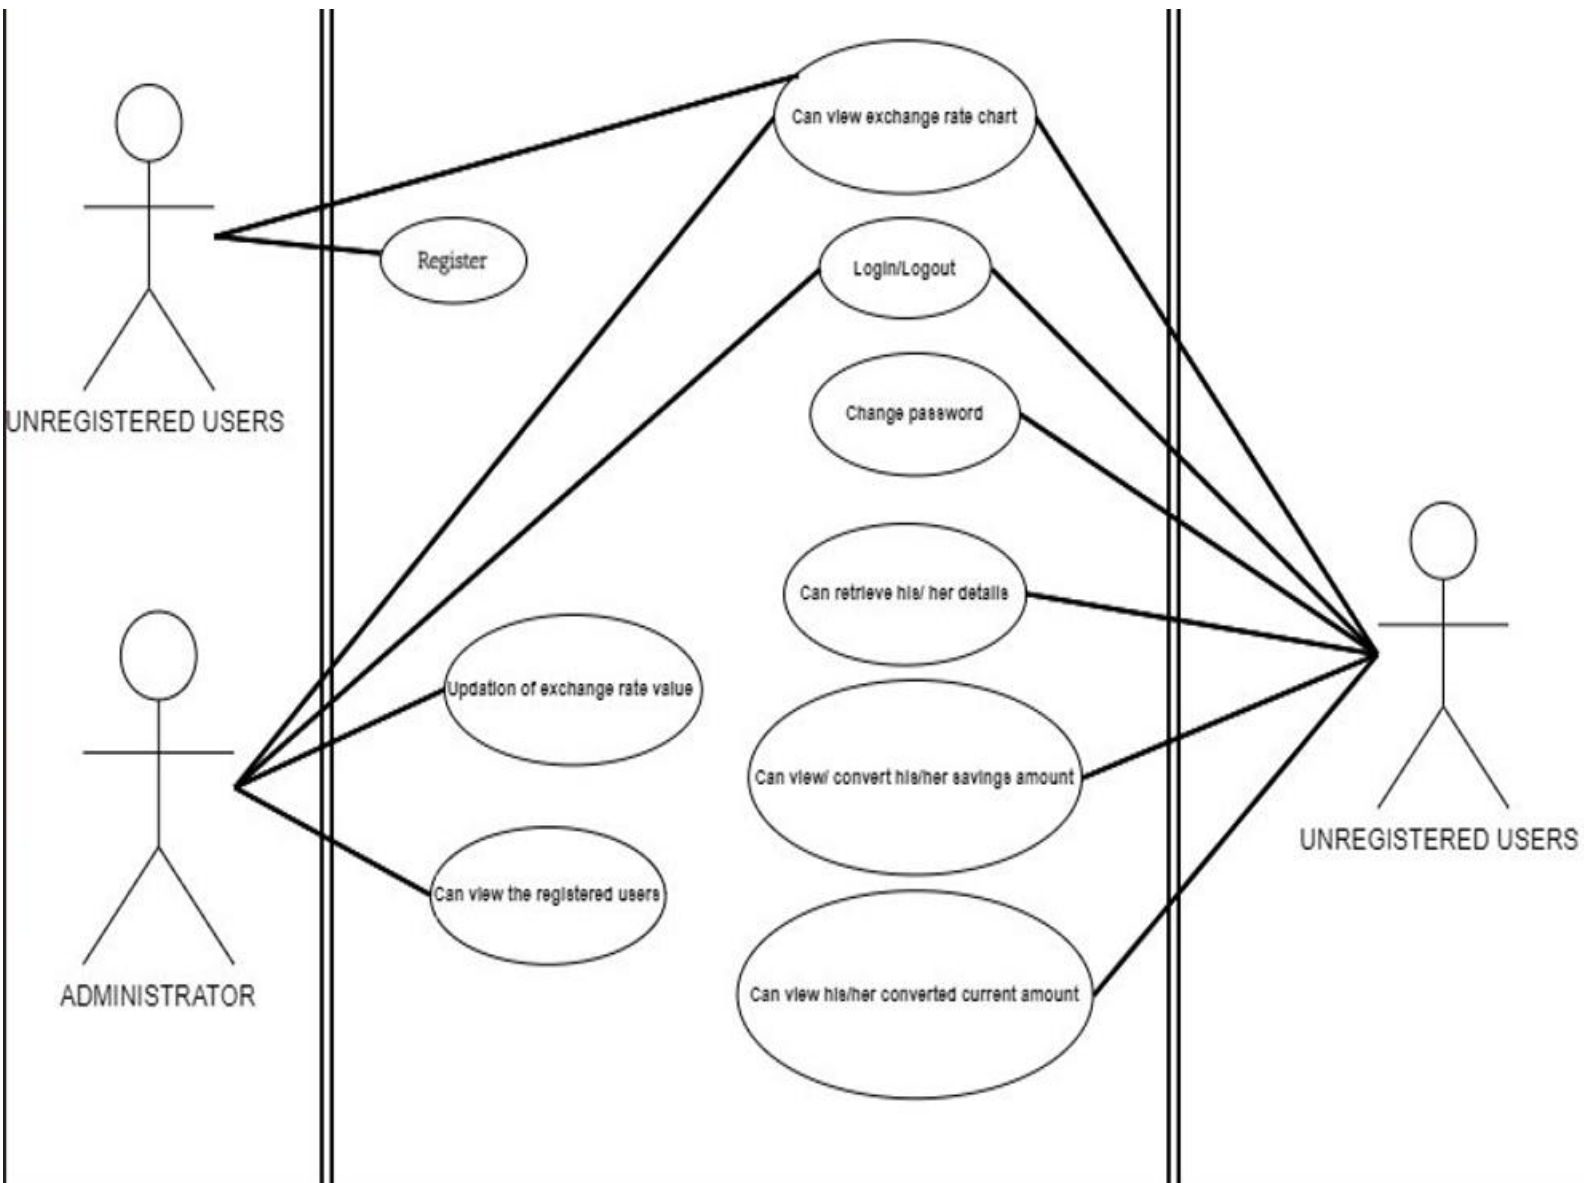 Can view exchange rate chart
Register
Login/Logout
UNREGISTERED USERS
Change password
Can retrieve his/ her details
Updation of exchange rate value
Can view/ convert his/her savings amount
UNREGISTERED USERS
Can view the registered users
ADMINISTRATOR
Can view his/her converted current amount